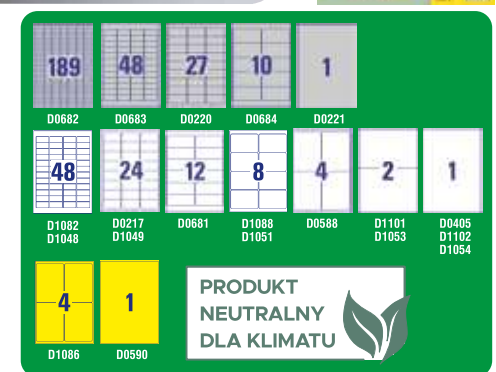 189 48 27 10 1
D0682 D0683 D0220 D0684 D0221
48 24 12 8 4 2 1
D1082 D0217 D0681 D1088 D0588 D1101 D0405
D1048 D1049 D1051 D1053 D1102
D1054
4 1
D1086 D0590
PRODUKT
NEUTRALNY
DLA KLIMATU